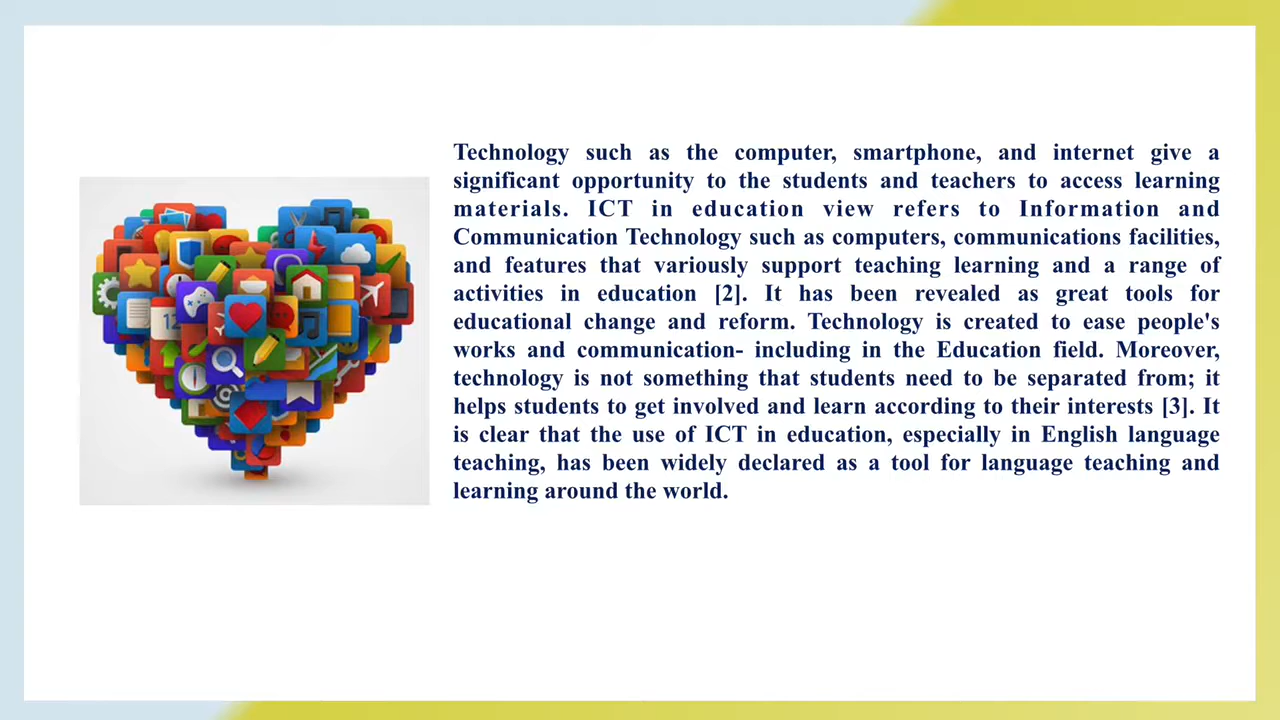 Technology such as the computer, smartphone, and internet give a
significant opportunity to the students and teachers to access learning
materials. ICT in education view refers to Information and
Communication Technology such as computers, communications facilities,
and features that variously support teaching learning and a range of
activities in education [2]. It has been revealed as great tools for
educational change and reform. Technology is created to ease people's
works and communication- including in the Education field. Moreover,
technology is not something that students need to be separated from; it
helps students to get involved and learn according to their interests [3]. It
is clear that the use of ICT in education, especially in English language
teaching, has been widely declared as a tool for language teaching and
learning around the world.